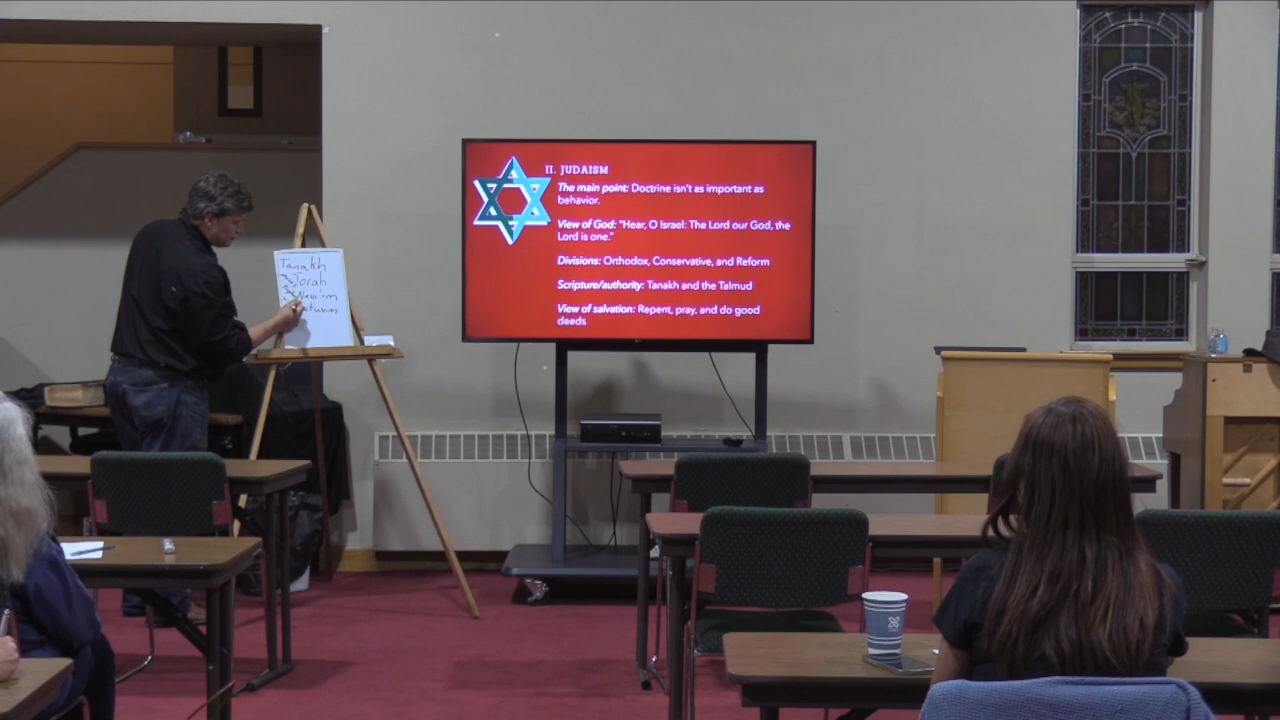 Tanakh
Torah
Nevi'im
II. JUDAISM
The main point: Doctrine isn't as important as
behavior.
View of God: "Hear, O Israel: The Lord our God, the
Lord is one."
Divisions: Orthodox, Conservative, and Reform
Scripture/authority: Tanakh and the Talmud
View of salvation: Repent, pray, and do good
deeds